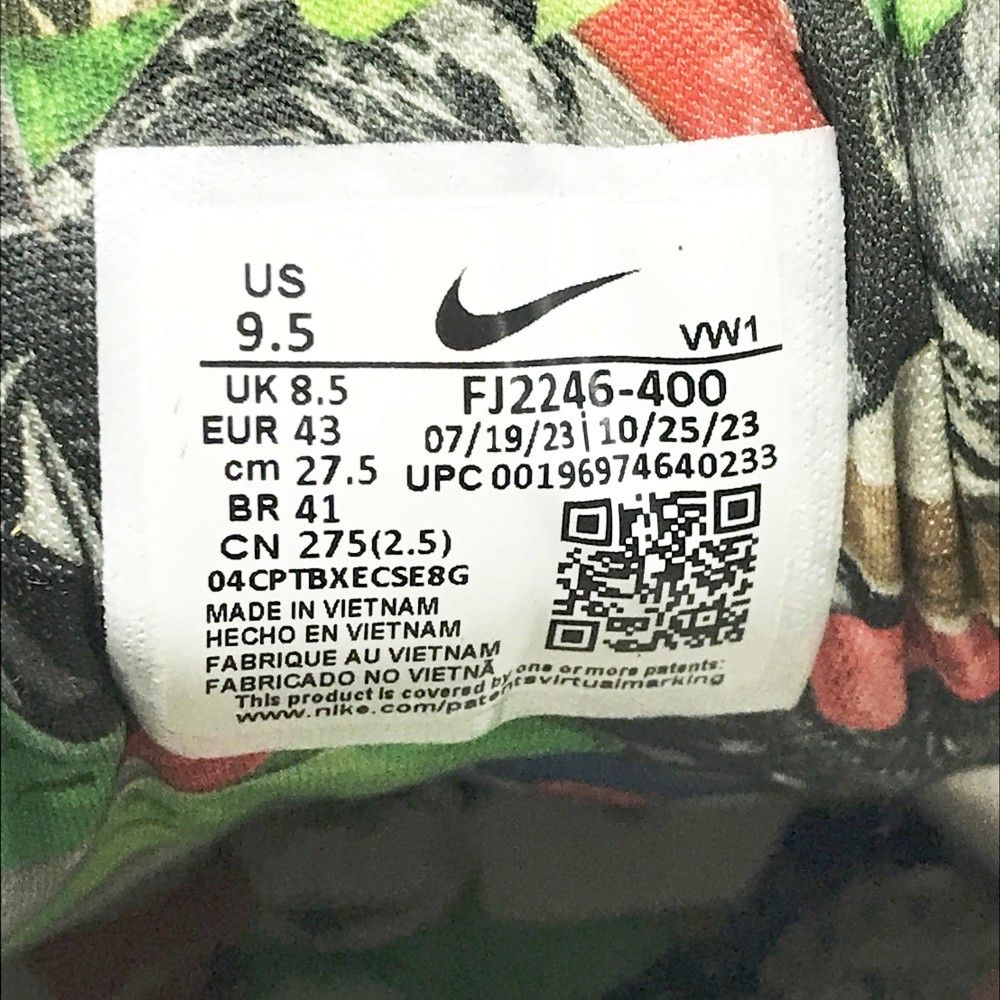 US
9.5
VW1
UK 8.5
FJ2246-400
EUR 43
07/19/23|10/25/23
cm 27.5
UPC 00196974640233
BR 41
CN 275(2.5)
04CPTBXECSE8G
MADE IN VIETNAM
HECHO EN VIETNAM
FABRIQUE AU VIETNAM
FABRICADO NO VIETNÃ
This product is covered by one or more patents:
www.nike.com/patentsvirtualmarking